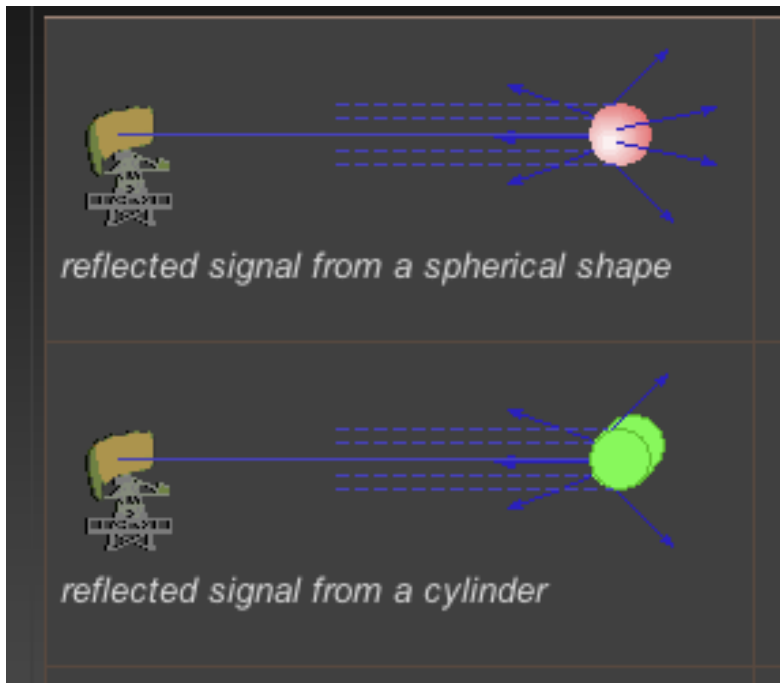 reflected signal from a spherical shape
reflected signal from a cylinder